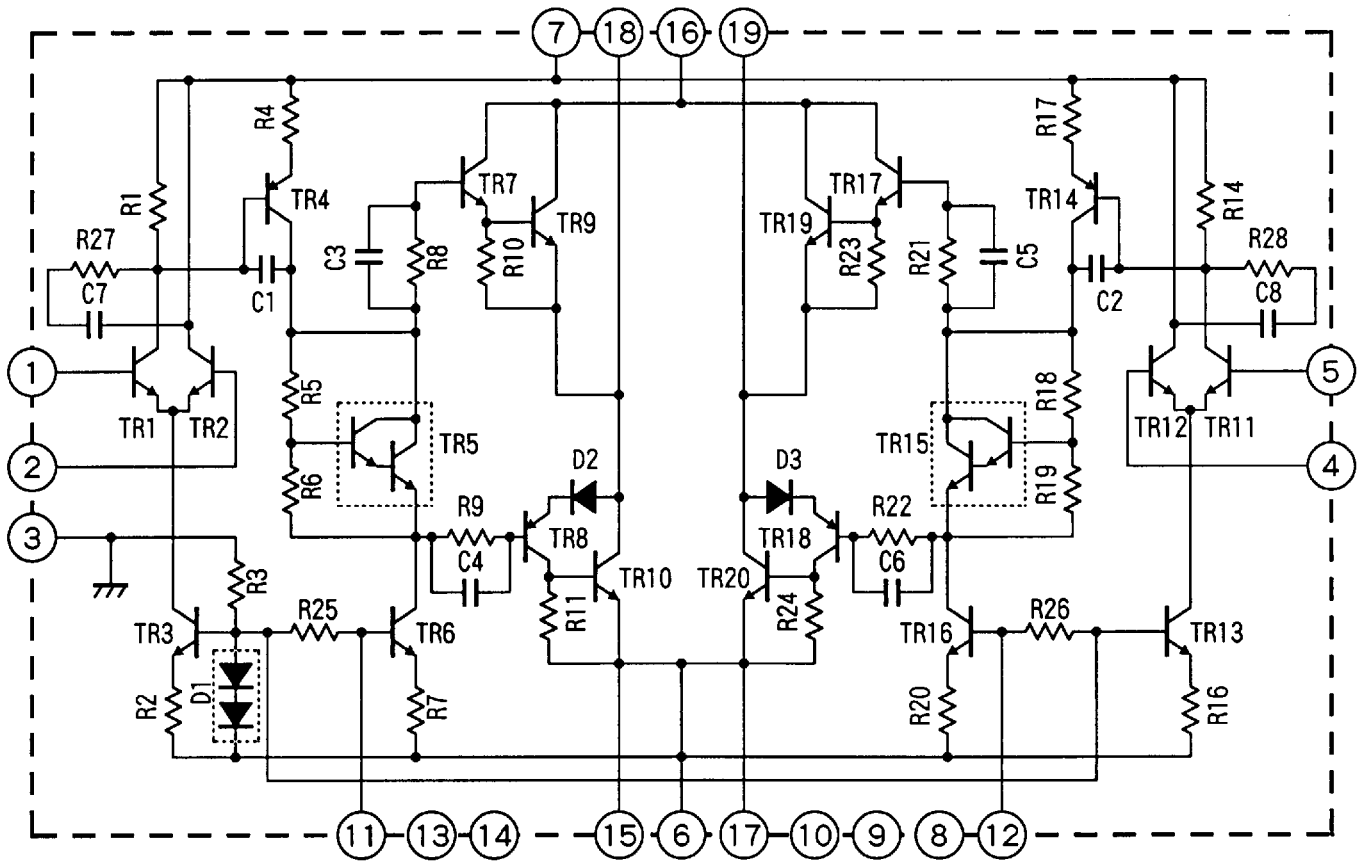 7 18 16 19
R4 R17
R1 TR4 TR7 TR17 TR14 R14
R27 C3 R8 R10 TR9 TR19 R23 R21 C5 R28
C7 C1 C2 C8
1 R5 R18 5
TR1 TR2 TR5 TR15 TR12 TR11
2 R6 D2 D3 R19 4
3 R9 TR8 TR18 R22
R3 C4 TR10 TR20 C6
R25 R11 R24 R26
TR3 TR6 TR16 TR13
R2 D1 R7 R20 R16
11 13 14 15 6 17 10 9 8 12